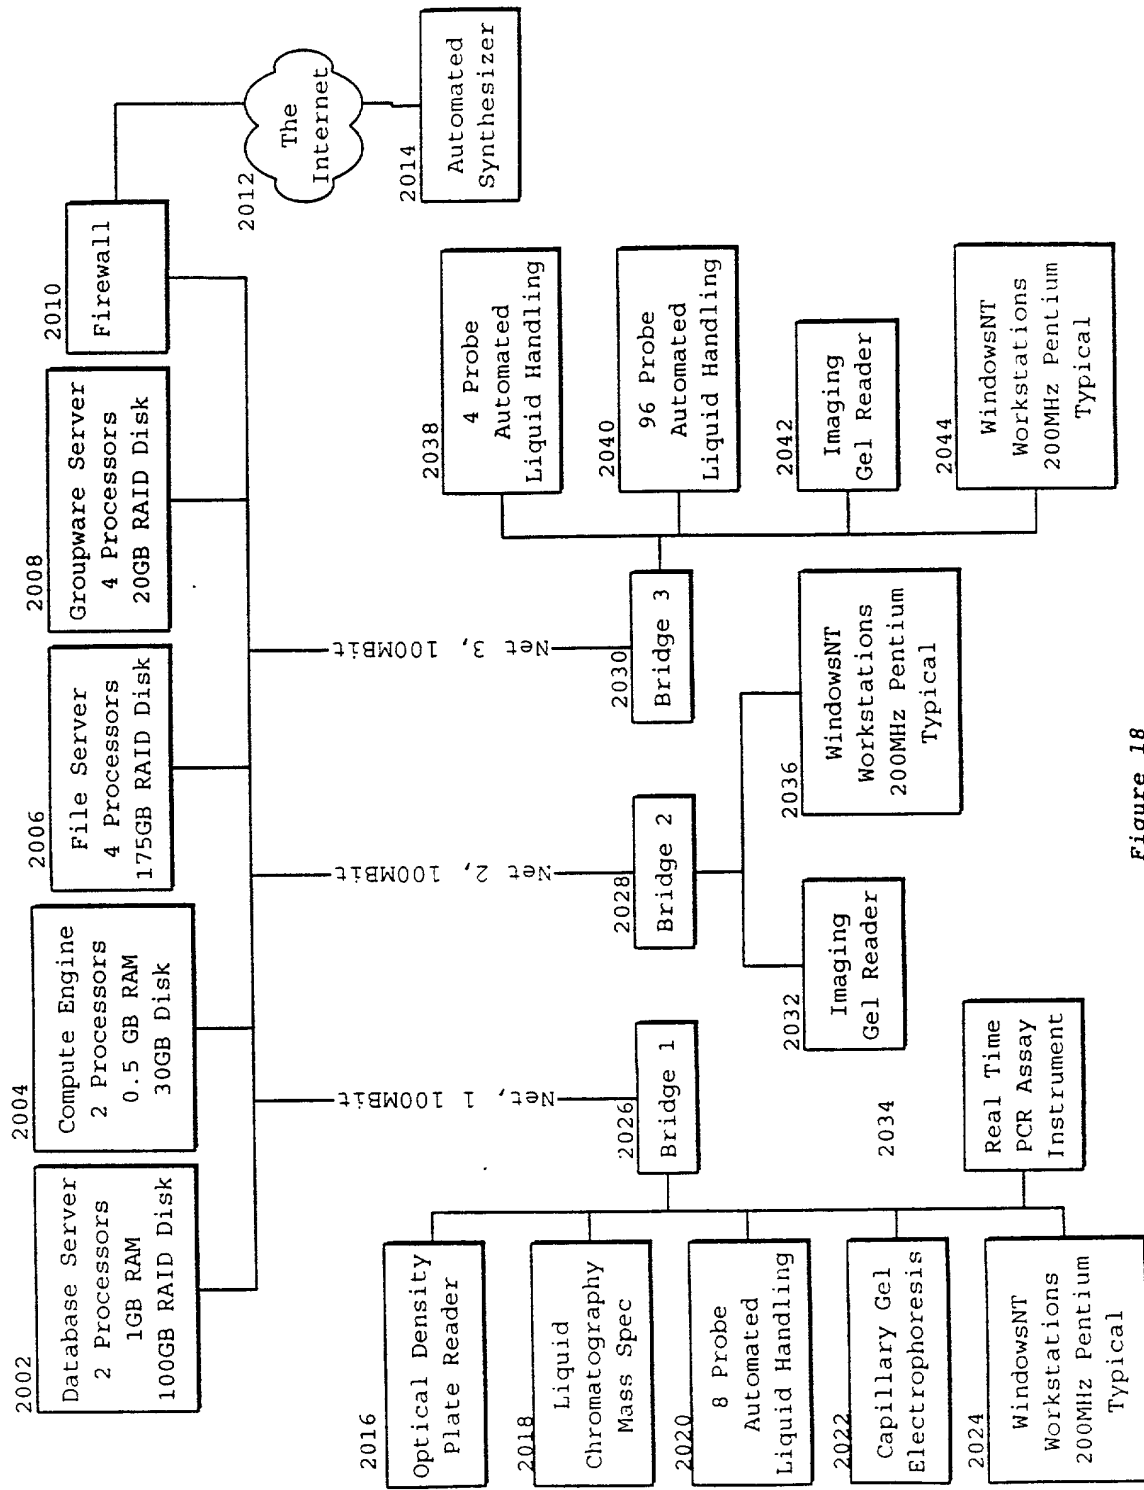 2002
Database Server
2 Processors
1GB RAM
100GB RAID Disk
2004
Compute Engine
2 Processors
0.5 GB RAM
30GB Disk
2006
File Server
4 Processors
175GB RAID Disk
2008
Groupware Server
4 Processors
20GB RAID Disk
2010
Firewall
2012
The
Internet
2014
Automated
Synthesizer
Net, 1 100MBit
Net 2, 100MBit
Net 3, 100MBit
2026
Bridge 1
2028
Bridge 2
2030
Bridge 3
2016
Optical Density
Plate Reader
2018
Liquid
Chromatography
Mass Spec
2020
8 Probe
Automated
Liquid Handling
2022
Capillary Gel
Electrophoresis
2024
WindowsNT
Workstations
200MHz Pentium
Typical
2034
Real Time
PCR Assay
Instrument
2032
Imaging
Gel Reader
2036
WindowsNT
Workstations
200MHz Pentium
Typical
2038
4 Probe
Automated
Liquid Handling
2040
96 Probe
Automated
Liquid Handling
2042
Imaging
Gel Reader
2044
WindowsNT
Workstations
200MHz Pentium
Typical
Figure 18